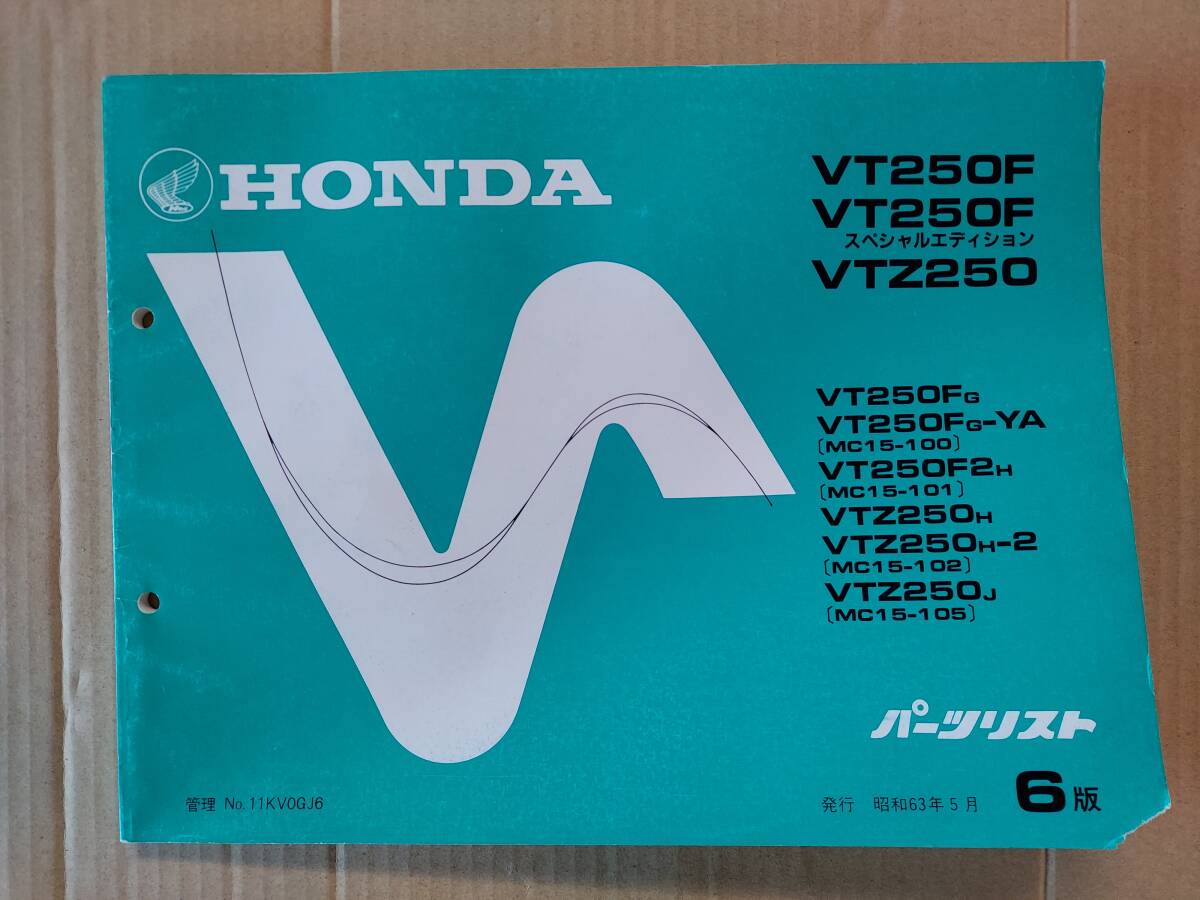 HONDA
VT250F
VT250F
スペシャルエディション
VTZ250
VT250FG
VT250FG-YA
〔MC15-100〕
VT250F2H
〔MC15-101〕
VTZ250H
VTZ250H-2
〔MC15-102〕
VTZ250J
〔MC15-105〕
パーツリスト
管理 No.11KV0GJ6
発行 昭和63年5月 6版